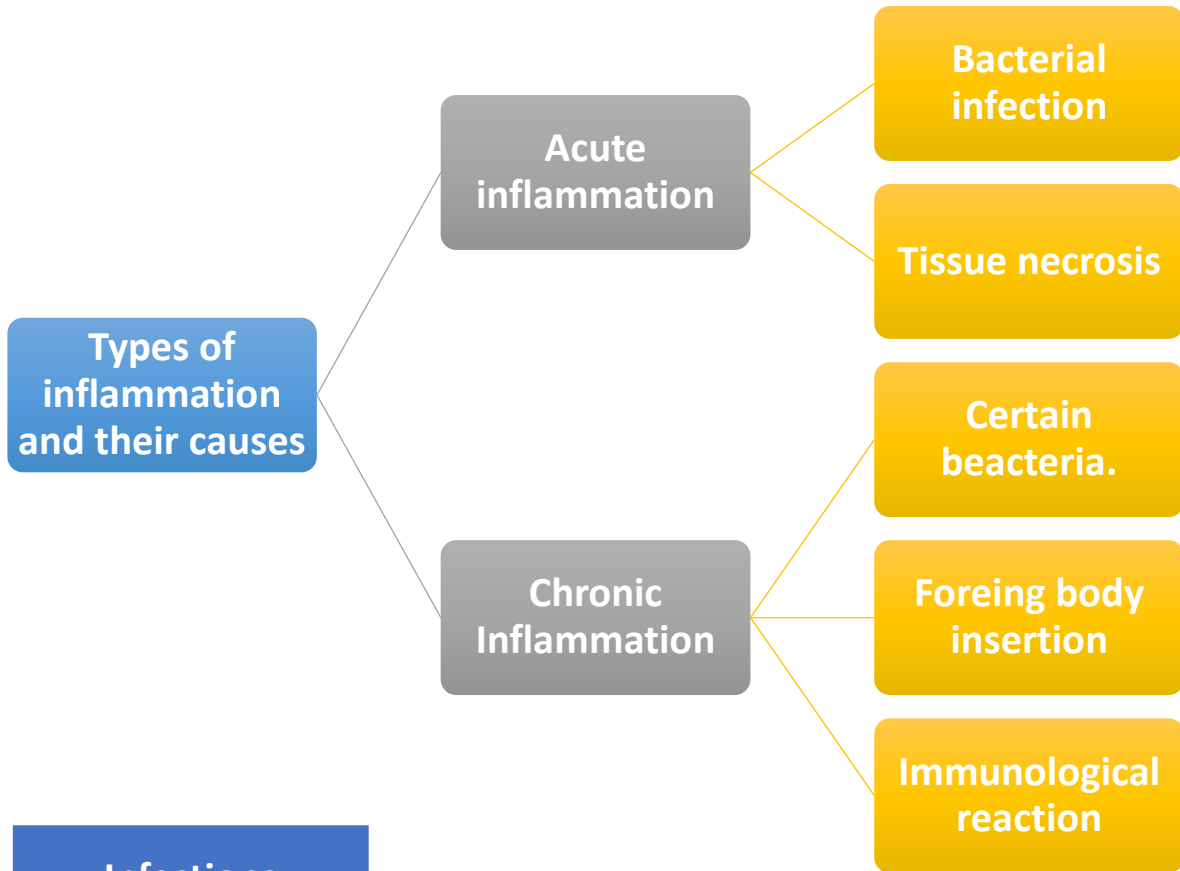 Types of
inflammation
and their causes
Acute
inflammation
Bacterial
infection
Tissue necrosis
Chronic
Inflammation
Certain
beacteria.
Foreing body
insertion
Immunological
reaction